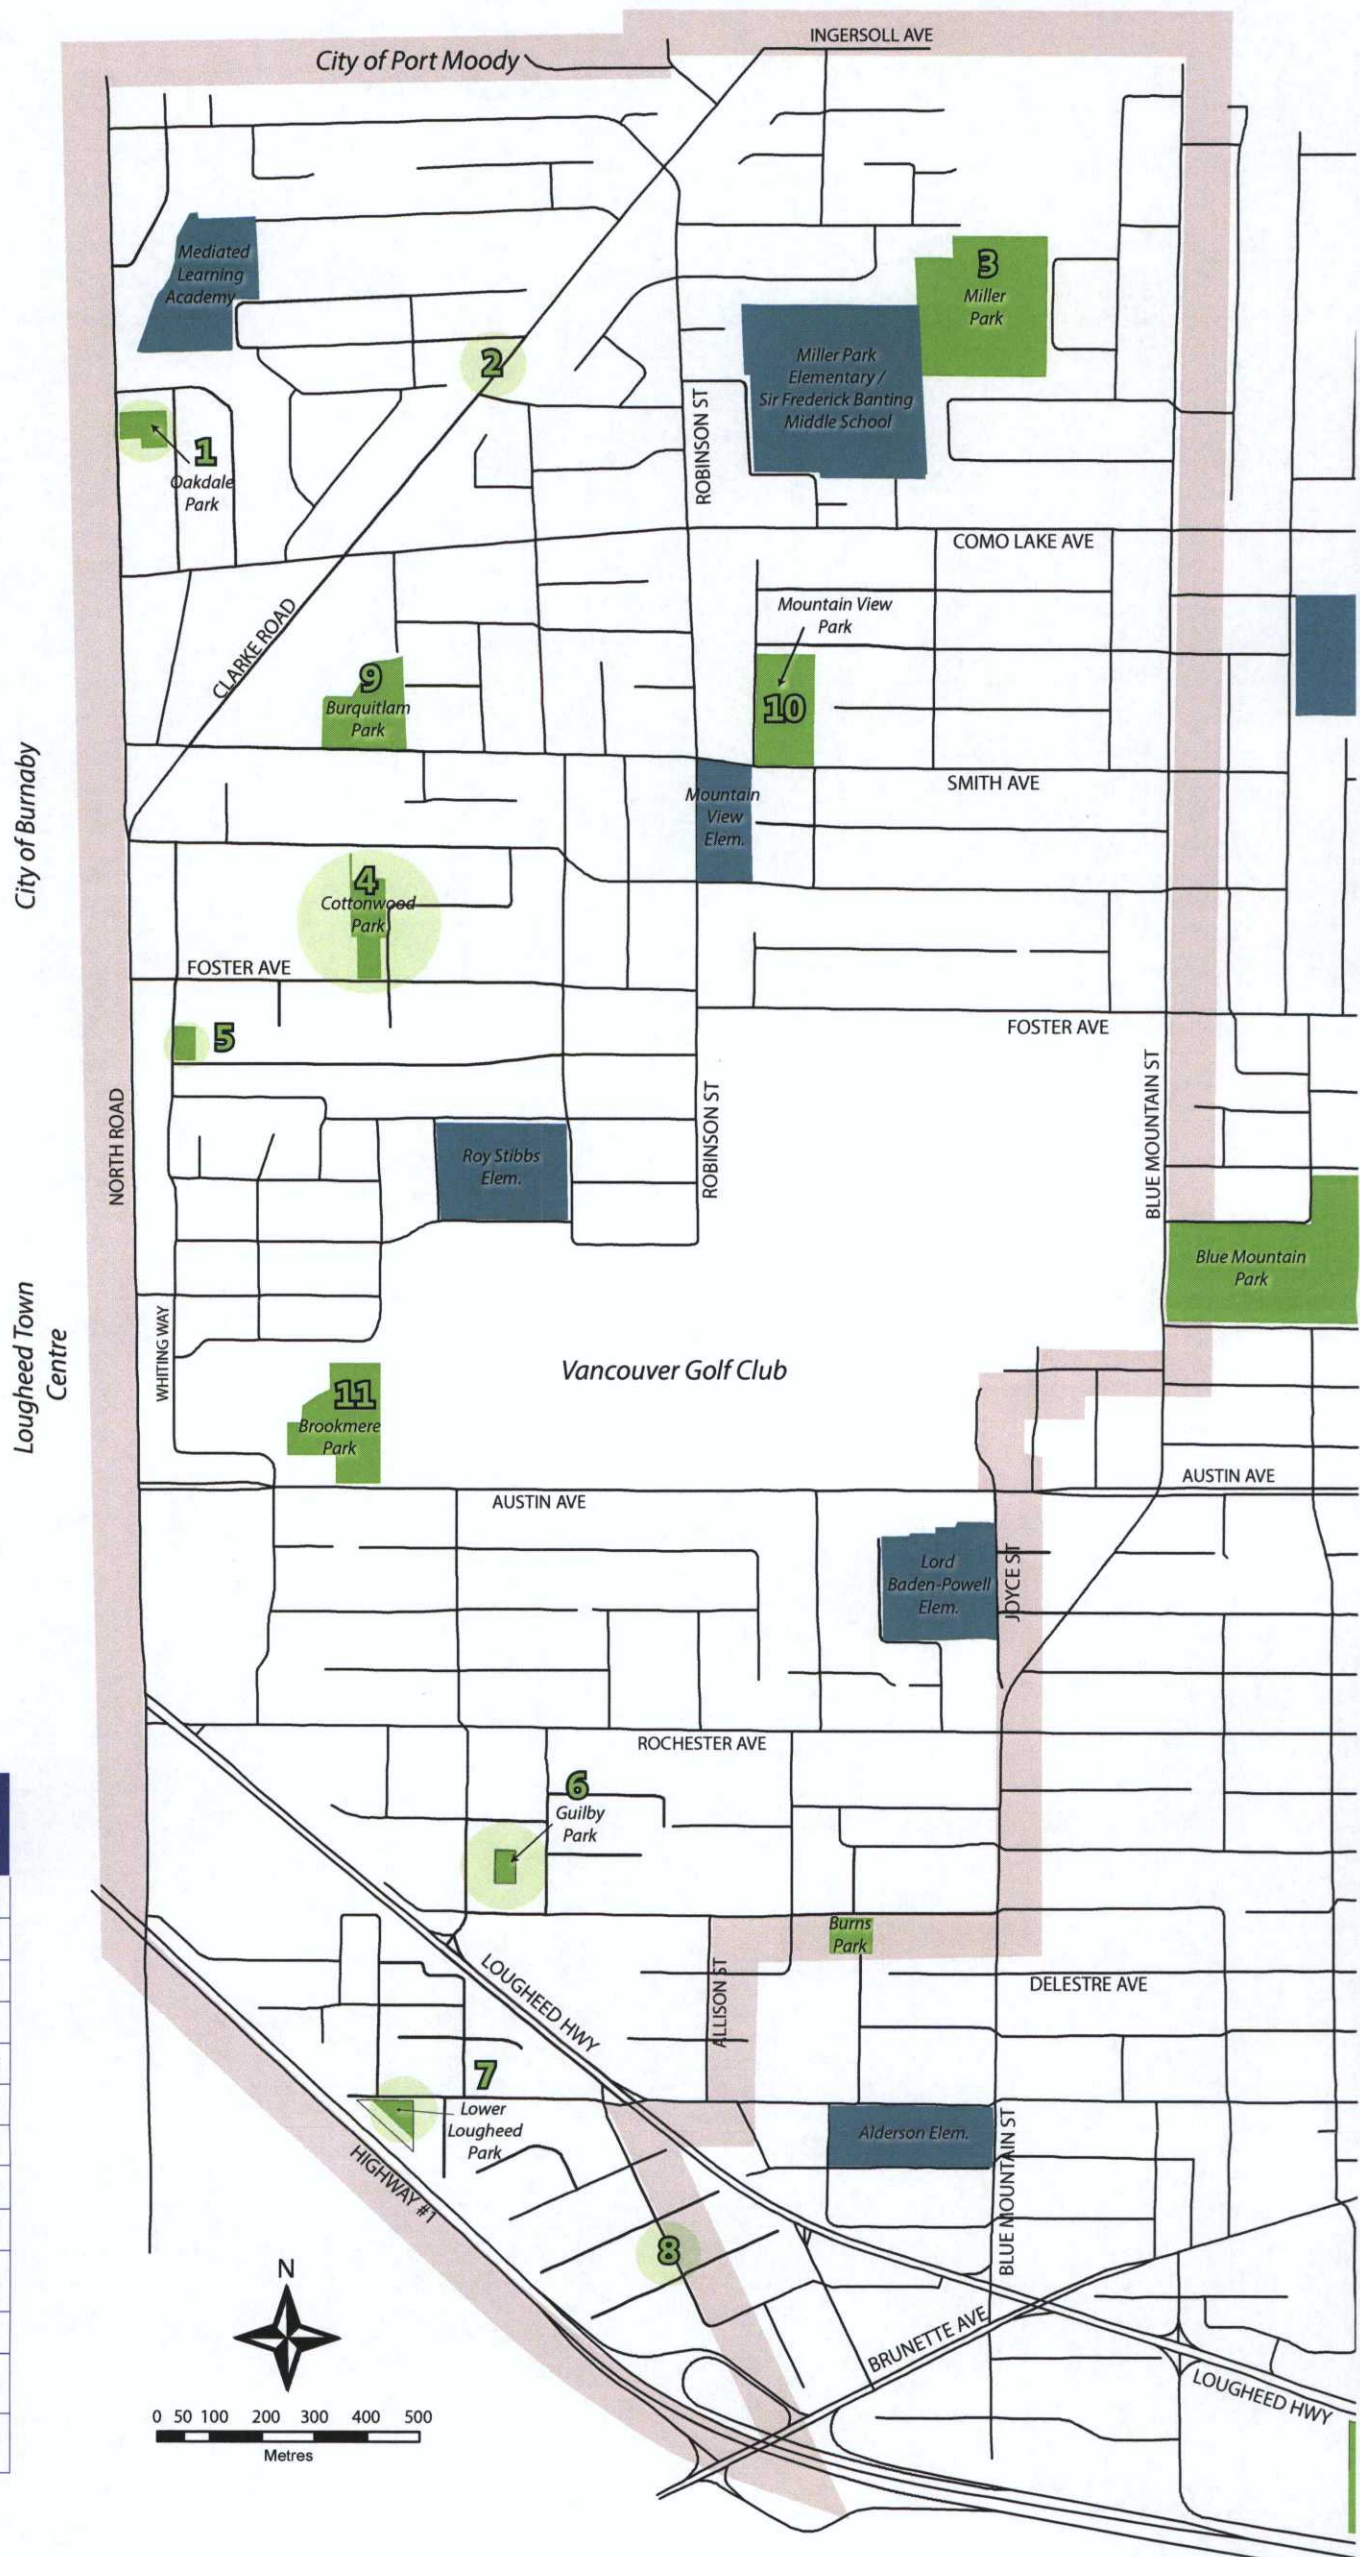 INGERSOLL AVE
City of Port Moody
Mediated
Learning
Academy
3
Miller
Park
2
Miller Park
Elementary /
Sir Frederick Banting
Middle School
ROBINSON ST
1
Oakdale
Park
COMO LAKE AVE
CLARKE ROAD
Mountain View
Park
10
9
Burquitlam
Park
SMITH AVE
Mountain
View
Elem.
City of Burnaby
4
Cottonwood
Park
FOSTER AVE
FOSTER AVE
5
NORTH ROAD
ROBINSON ST
BLUE MOUNTAIN ST
Roy Stibbs
Elem.
Blue Mountain
Park
Lougheed Town
Centre
WHITING WAY
Vancouver Golf Club
11
Brookmere
Park
AUSTIN AVE
AUSTIN AVE
Lord
Baden-Powell
Elem.
JOYCE ST
ROCHESTER AVE
6
Guilby
Park
Burns
Park
LOUGHEED HWY
ALLISON ST
DELESTRE AVE
7
Lower
Lougheed
Park
HIGHWAY #1
Alderson Elem.
BLUE MOUNTAIN ST
8
N
BRUNETTE AVE
LOUGHEED HWY
0 50 100 200 300 400 500
Metres